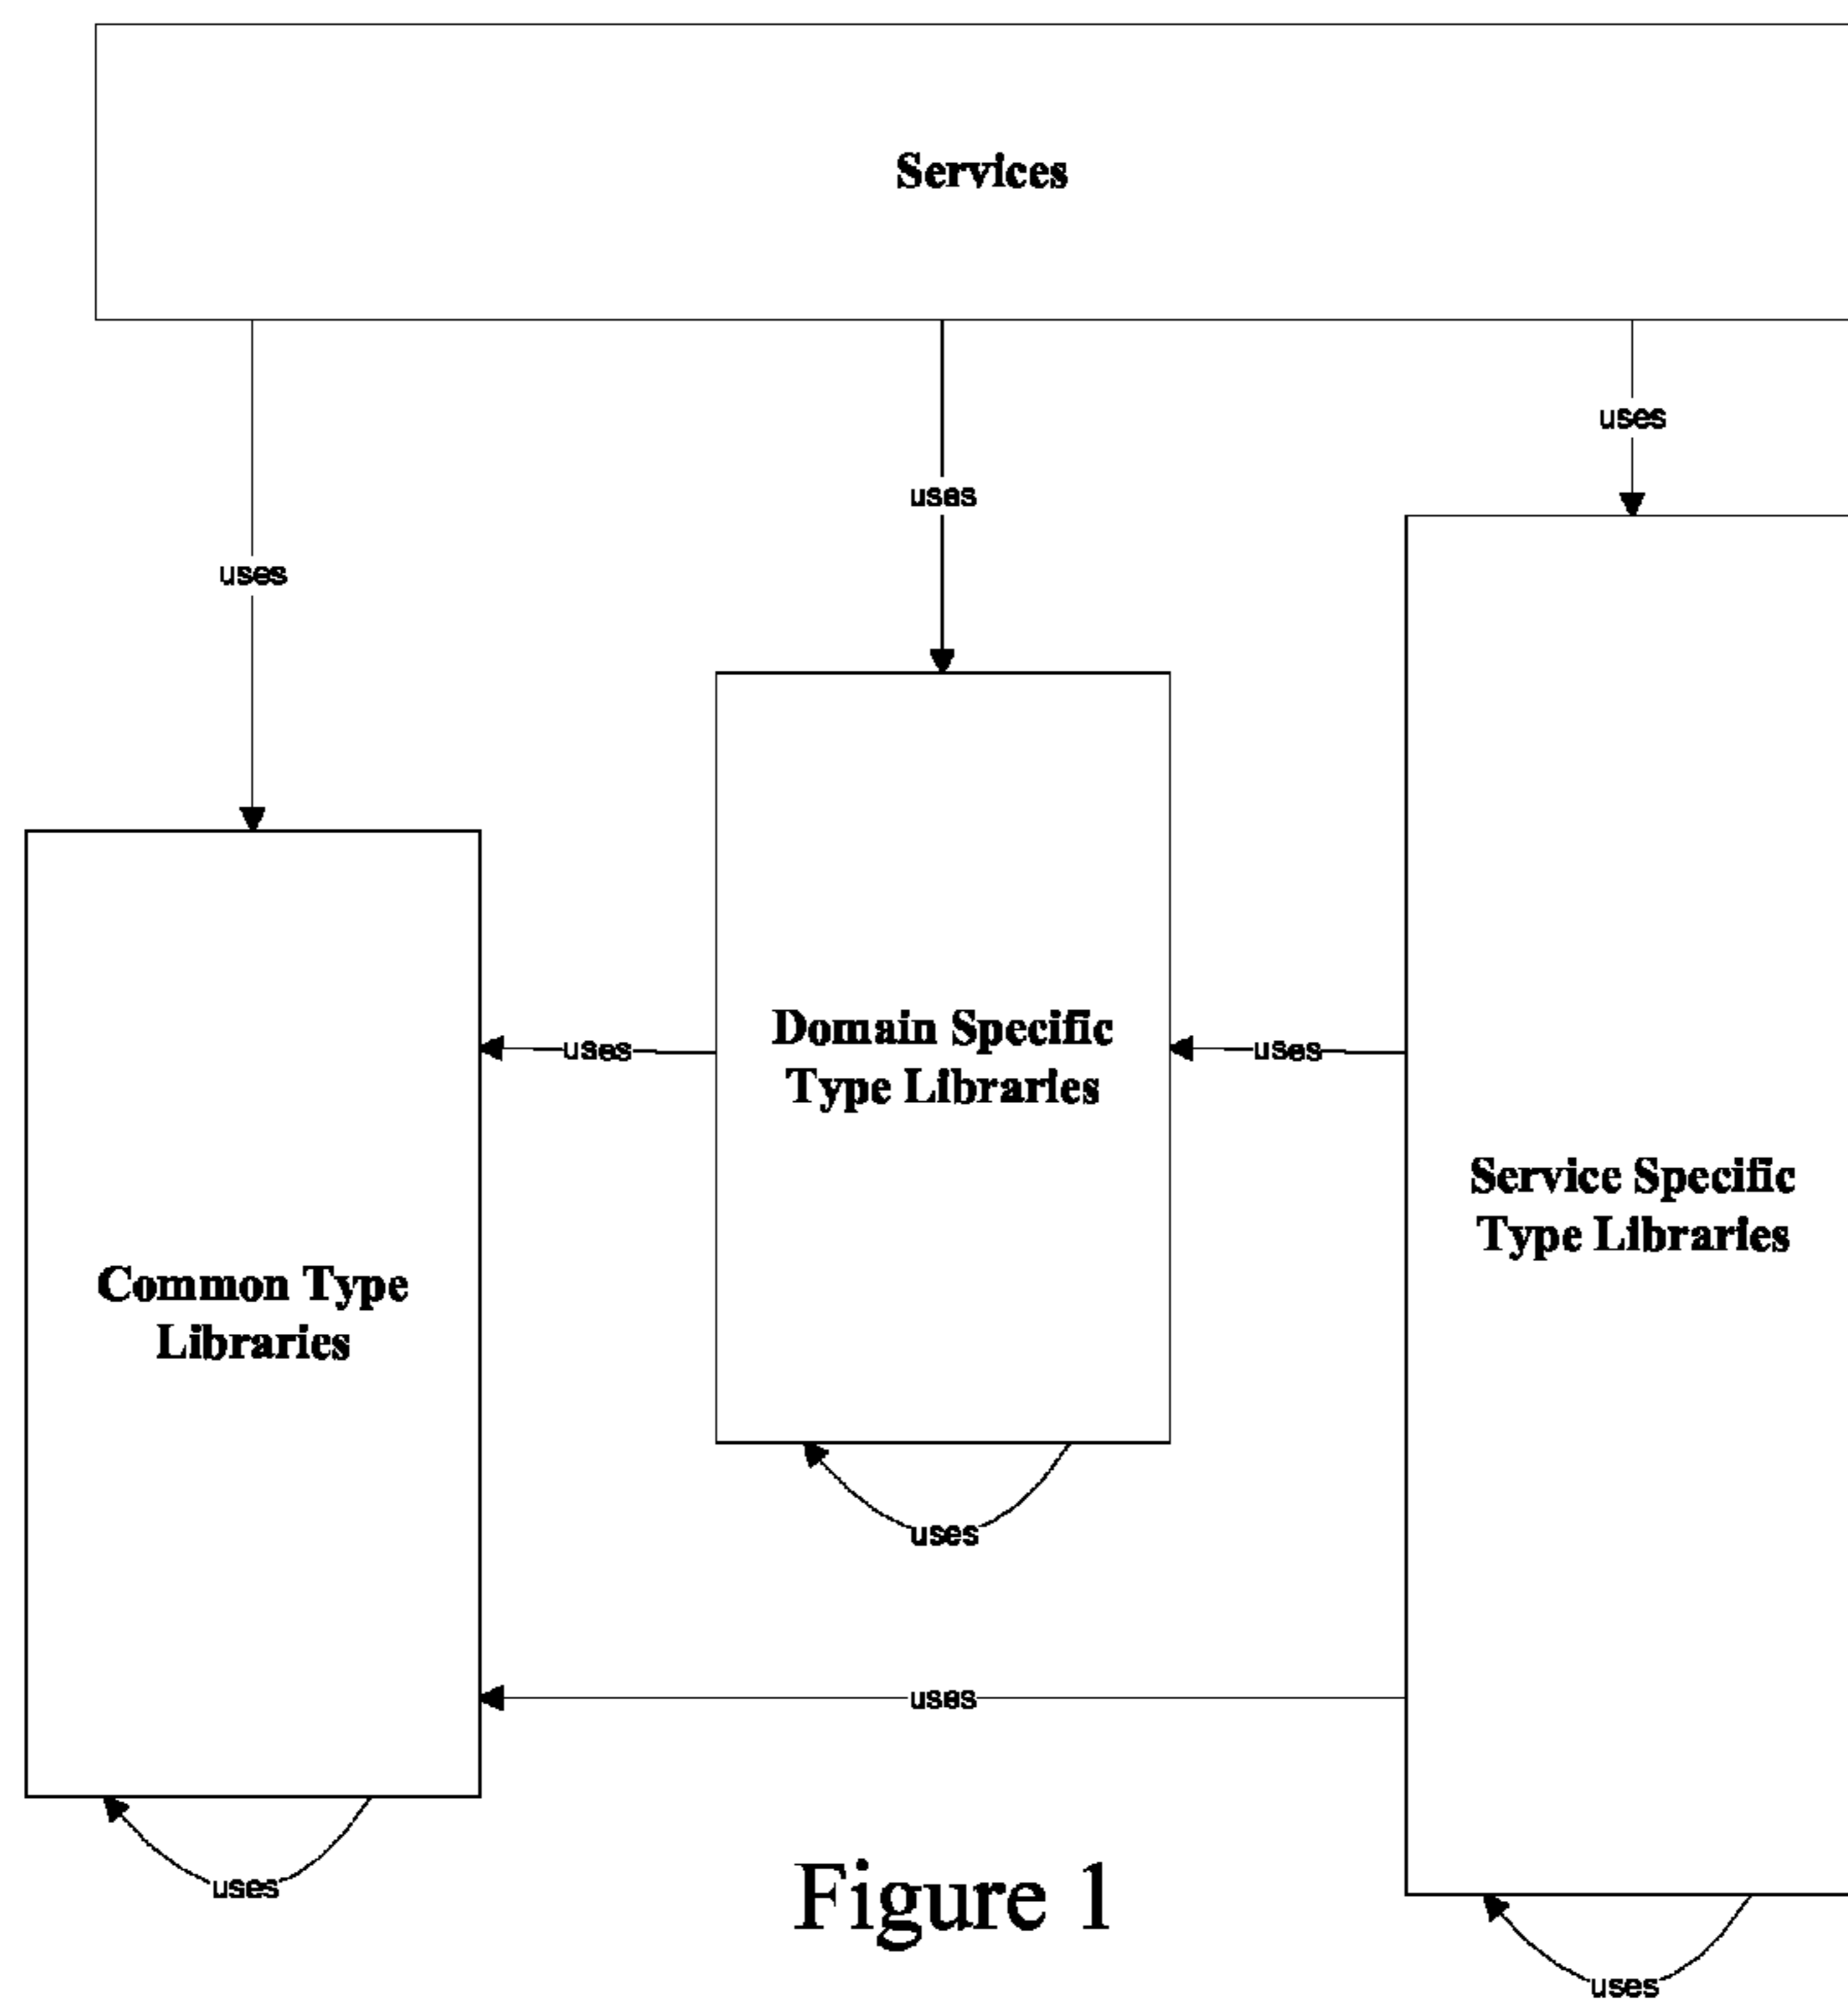 Services
uses
uses
uses
Domain Specific
Type Libraries
uses
uses
Service Specific
Type Libraries
Common Type
Libraries
uses
uses
uses
Figure 1
uses